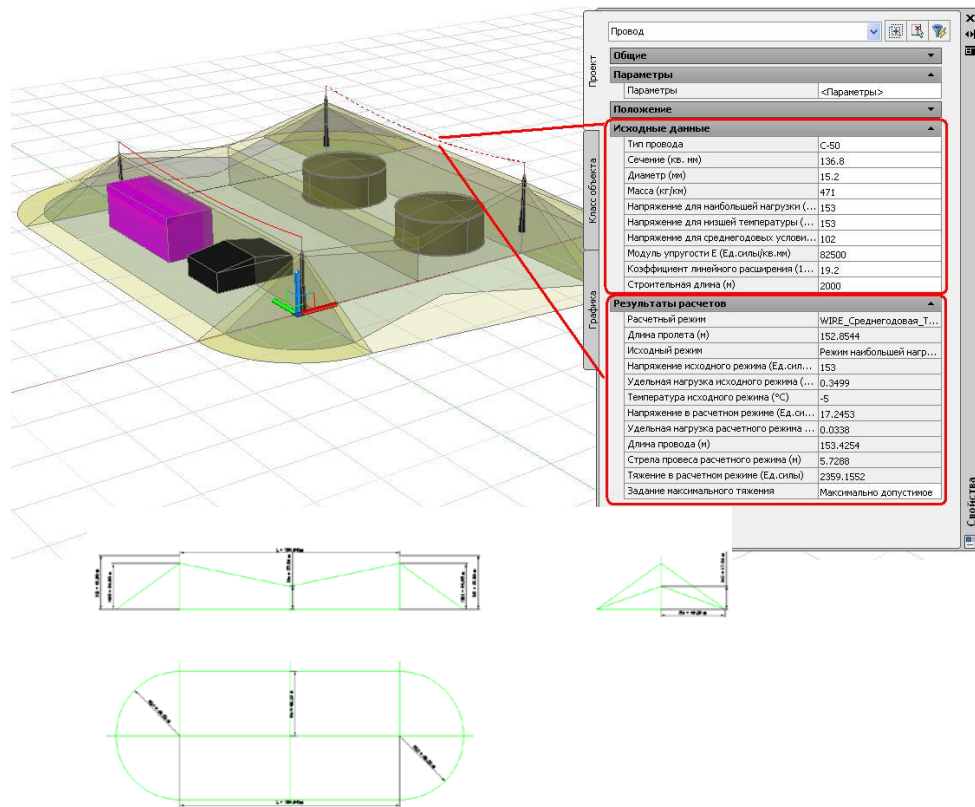 Провод
Проект
Класс объекта
Графика
Свойства
Общие
Параметры
Параметры <Параметры>
Положение
Исходные данные
Тип провода С-50
Сечение (кв. мм) 136.8
Диаметр (мм) 15.2
Масса (кг/км) 471
Напряжение для наибольшей нагрузки (... 153
Напряжение для низшей температуры (... 153
Напряжение для среднегодовых услови... 102
Модуль упругости Е (Ед.силы/кв.мм) 82500
Коэффициент линейного расширения (1... 19.2
Строительная длина (м) 2000
Результаты расчетов
Расчетный режим WIRE_Среднегодовая_Т...
Длина пролета (м) 152.8544
Исходный режим Режим наибольшей нагр...
Напряжение исходного режима (Ед.сил... 153
Удельная нагрузка исходного режима (... 0.3499
Температура исходного режима (°C) -5
Напряжение в расчетном режиме (Ед.си... 17.2453
Удельная нагрузка расчетного режима ... 0.0338
Длина провода (м) 153.4254
Стрела провеса расчетного режима (м) 5.7288
Тяжение в расчетном режиме (Ед.силы) 2359.1552
Задание максимального тяжения Максимально допустимое